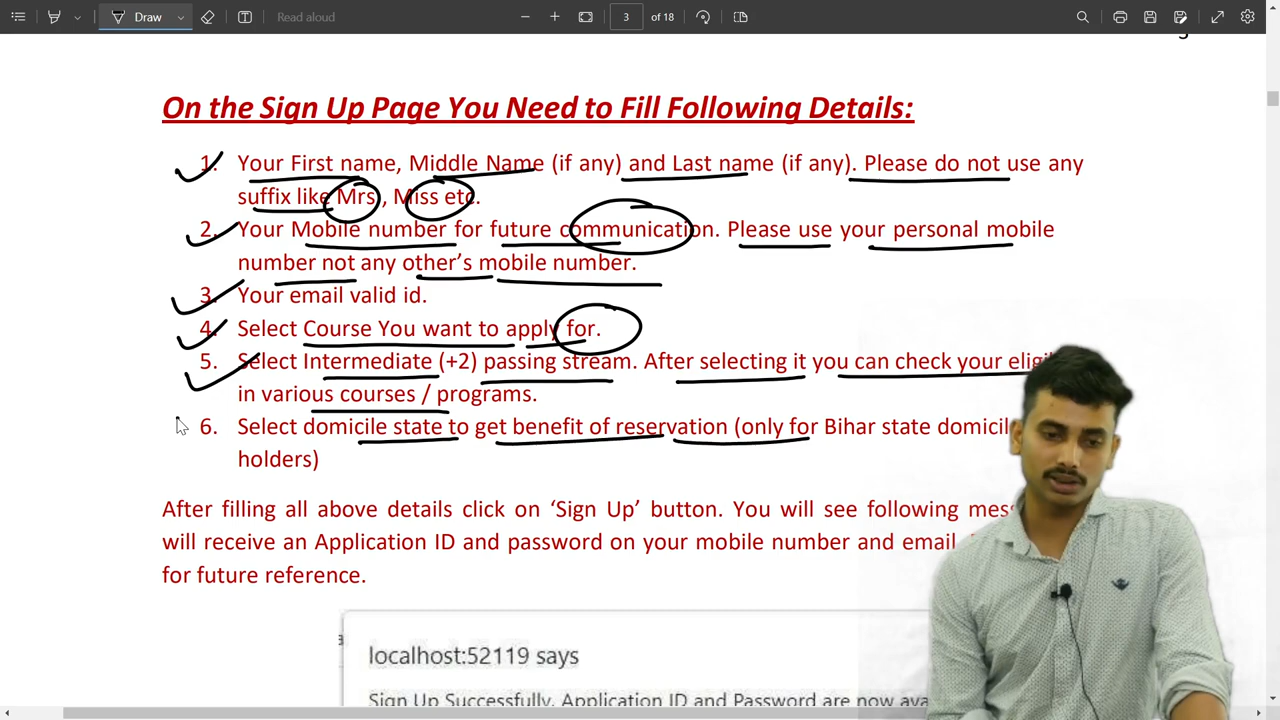 Draw
Read aloud
3 of 18
On the Sign Up Page You Need to Fill Following Details:
1. Your First name, Middle Name (if any) and Last name (if any). Please do not use any
suffix like Mrs , Miss etc.
2. Your Mobile number for future communication. Please use your personal mobile
number not any other's mobile number.
3. Your email valid id.
4. Select Course You want to apply for.
5. Select Intermediate (+2) passing stream. After selecting it you can check your
in various courses / programs.
6. Select domicile state to get benefit of reservation (only for Bihar state
holders)
After filling all above details click on ‘Sign Up’ button. You will see following
will receive an Application ID and password on your mobile number and email.
for future reference.
localhost:52119 says
Sign Up Successfully. Application ID and Password are now